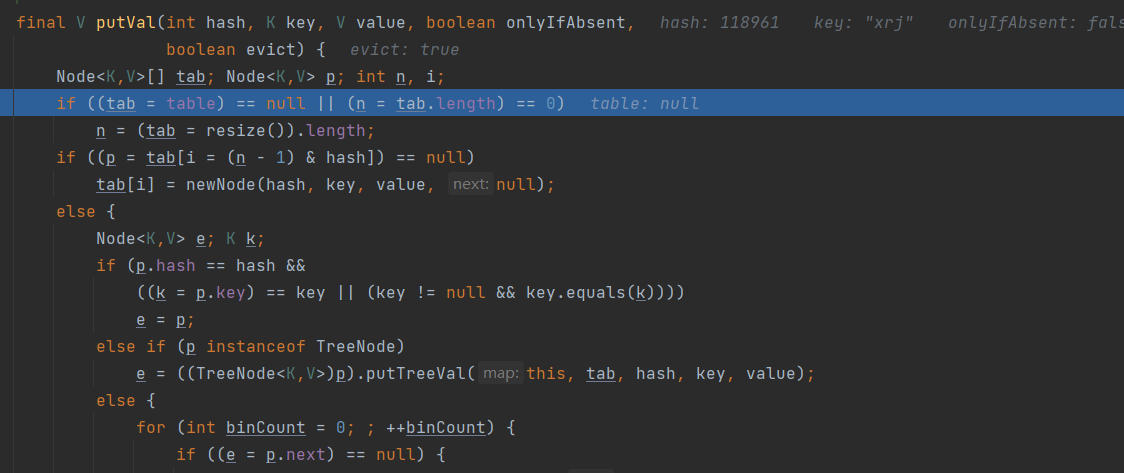 final V putVal(int hash, K key, V value, boolean onlyIfAbsent,   hash: 118961   key: "xrj"   onlyIfAbsent: fals
boolean evict) {   evict: true
Node<K,V>[] tab; Node<K,V> p; int n, i;
if ((tab = table) == null || (n = tab.length) == 0)   table: null
n = (tab = resize()).length;
if ((p = tab[i = (n - 1) & hash]) == null)
tab[i] = newNode(hash, key, value, next: null);
else {
Node<K,V> e; K k;
if (p.hash == hash &&
((k = p.key) == key || (key != null && key.equals(k))))
e = p;
else if (p instanceof TreeNode)
e = ((TreeNode<K,V>)p).putTreeVal( map: this, tab, hash, key, value);
else {
for (int binCount = 0; ; ++binCount) {
if ((e = p.next) == null) {